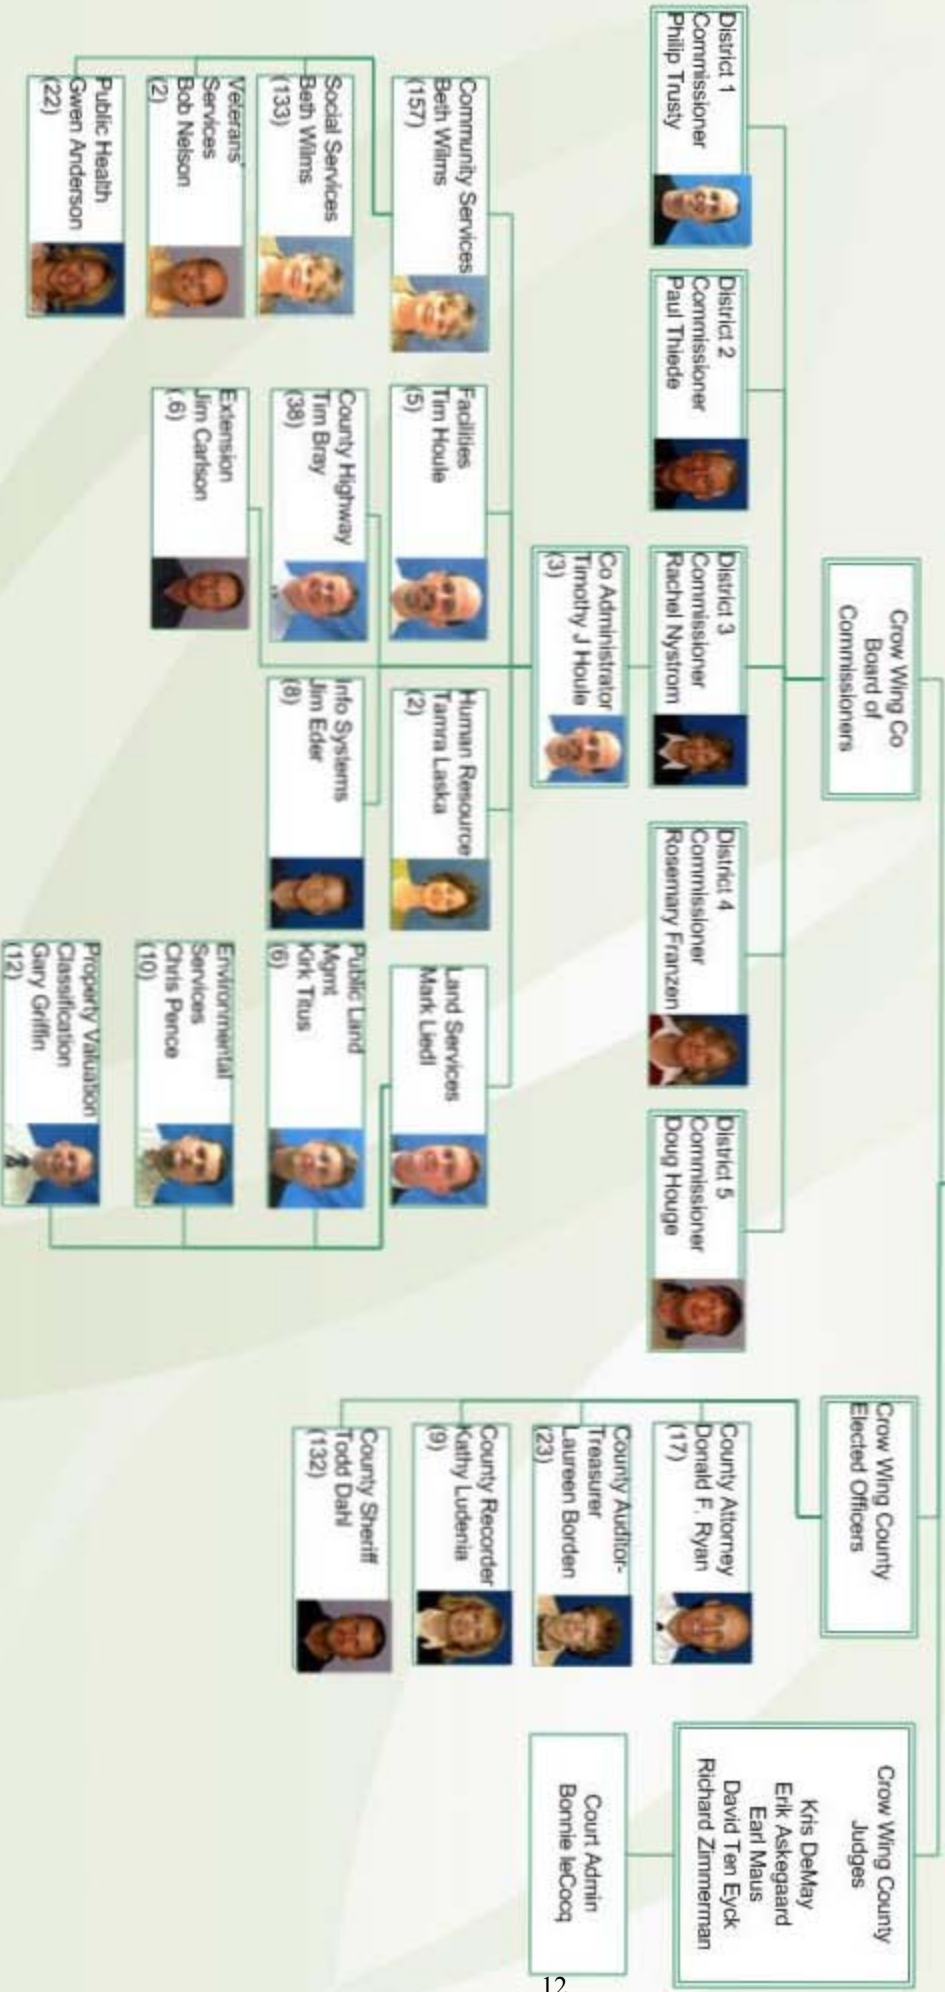 Crow Wing Co
Board of
Commissioners
Crow Wing County
Elected Officers
Crow Wing County
Judges
Kris DeMay
Erik Askegaard
Earl Maus
David Ten Eyck
Richard Zimmerman
District 1
Commissioner
Philip Trusty
District 2
Commissioner
Paul Thiede
District 3
Commissioner
Rachel Nystrom
District 4
Commissioner
Rosemary Franzen
District 5
Commissioner
Doug Houge
County Attorney
Donald F. Ryan
(17)
Co Administrator
Timothy J Houle
(3)
County Auditor-
Treasurer
Laureen Borden
(23)
Court Admin
Bonnie leCocq
Community Services
Beth Wilms
(157)
Facilities
Tim Houle
(5)
Human Resource
Tamra Laska
(2)
Land Services
Mark Liedl
County Recorder
Kathy Ludenia
(9)
Social Services
Beth Wilms
(133)
County Highway
Tim Bray
(38)
Info Systems
Jim Eder
(8)
Public Land
Mgmt
Kirk Titus
(6)
County Sheriff
Todd Dahl
(132)
Veterans'
Services
Bob Nelson
(2)
Extension
Jim Carlson
(.6)
Environmental
Services
Chris Pence
(10)
Public Health
Gwen Anderson
(22)
Property Valuation
Classification
Gary Griffin
(12)
12